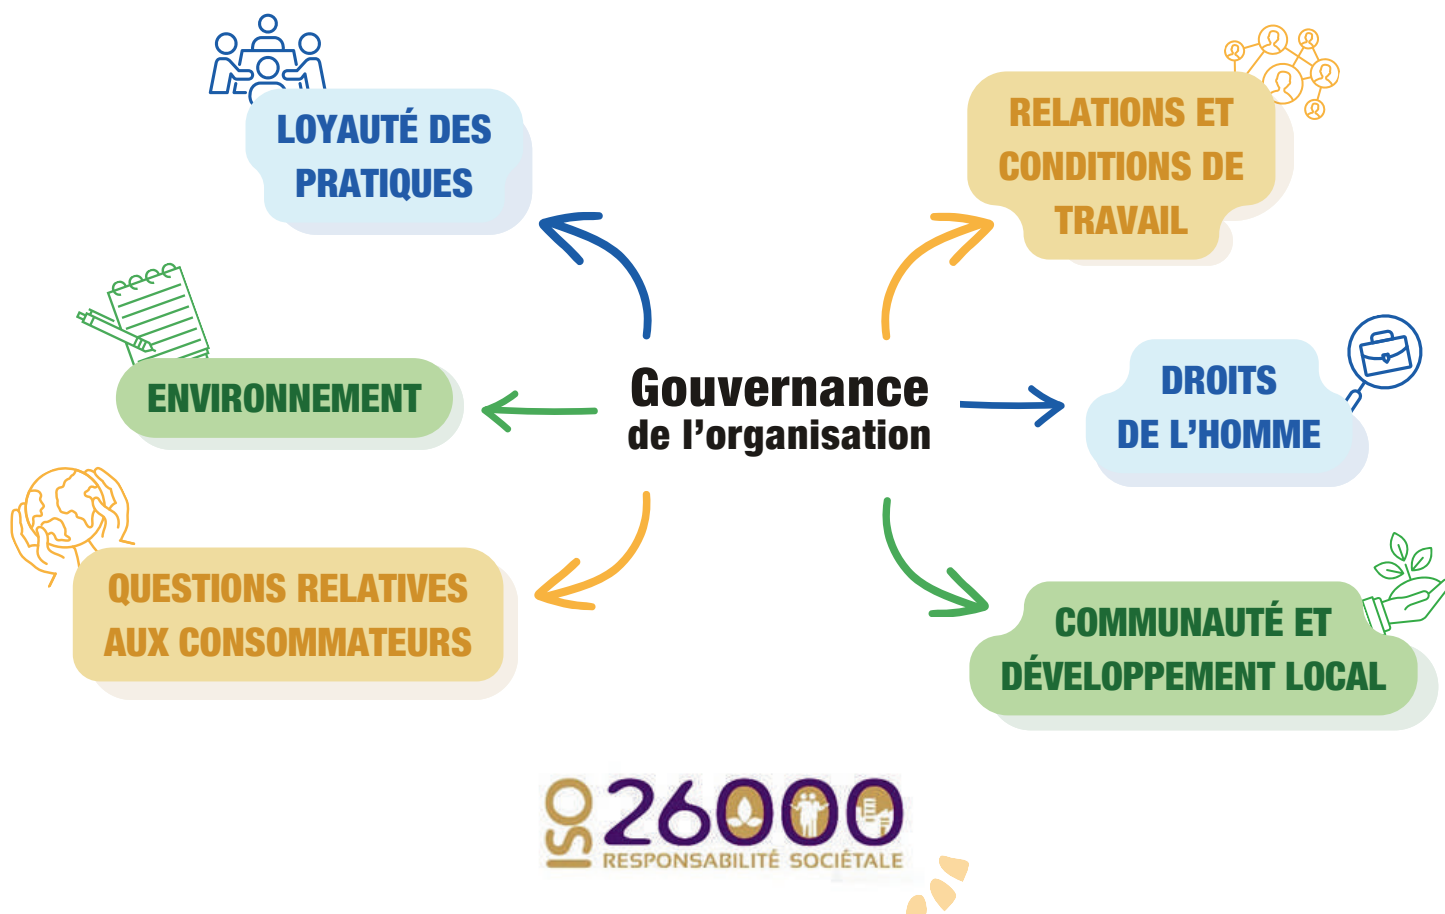 LOYAUTÉ DES
PRATIQUES
RELATIONS ET
CONDITIONS DE
TRAVAIL
ENVIRONNEMENT
Gouvernance
de l'organisation
DROITS
DE L'HOMME
QUESTIONS RELATIVES
AUX CONSOMMATEURS
COMMUNAUTÉ ET
DÉVELOPPEMENT LOCAL
ISO 26000
RESPONSABILITÉ SOCIÉTALE